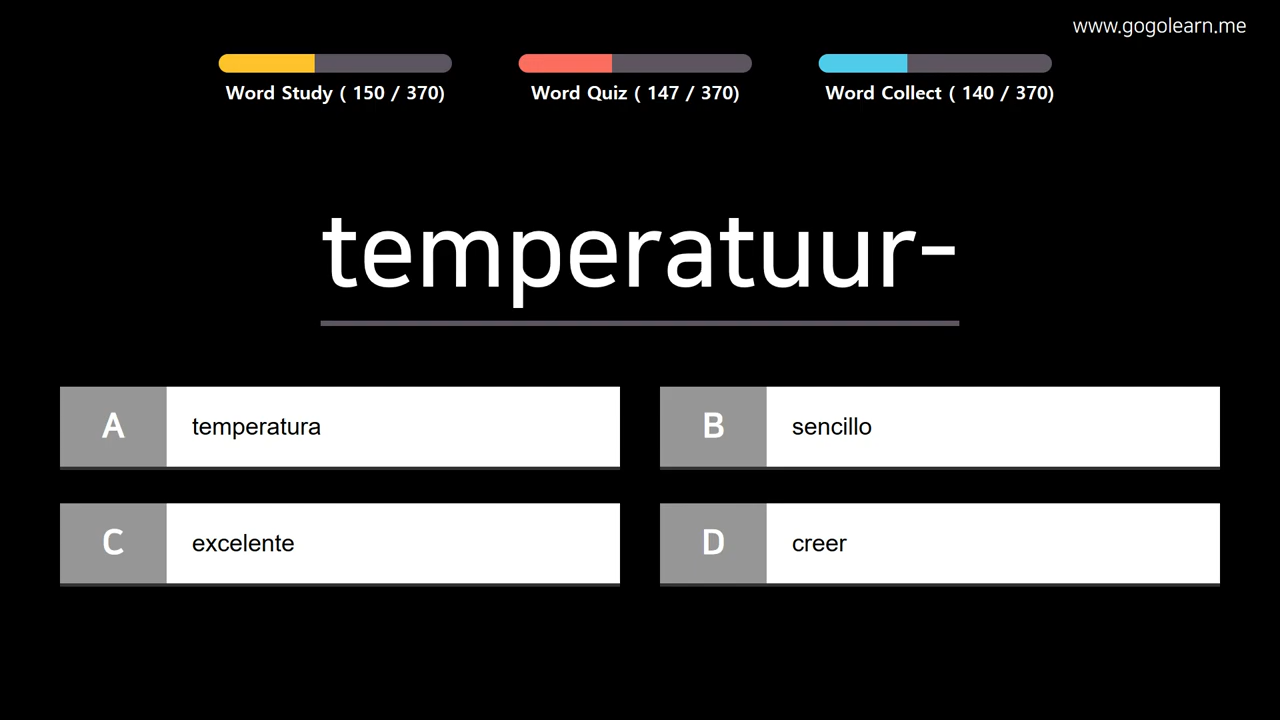 www.gogolearn.me
Word Study ( 150 / 370)
Word Quiz ( 147 / 370)
Word Collect ( 140 / 370)
temperatuur-
A temperatura
B sencillo
C excelente
D creer